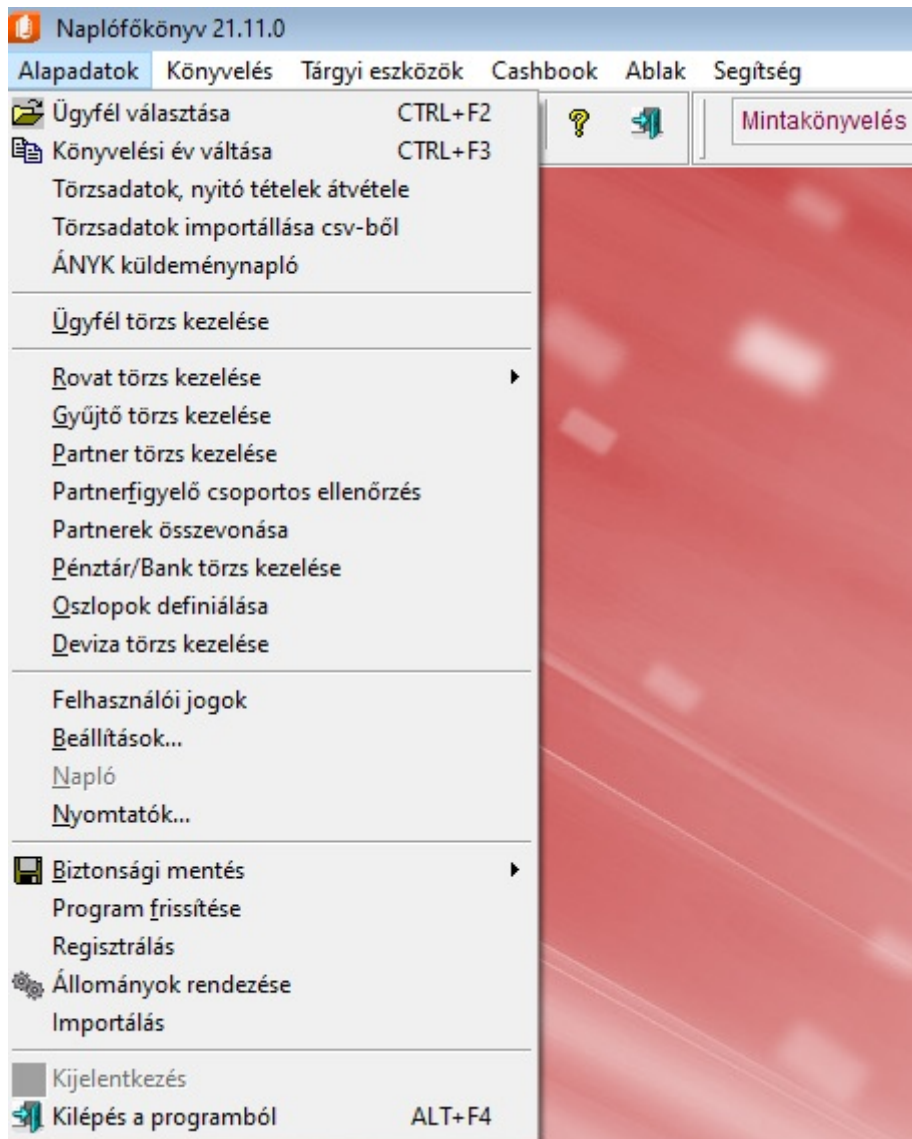 Naplófőkönyv 21.11.0
Alapadatok Könyvelés Tárgyi eszközök Cashbook Ablak Segítség
Ügyfél választása CTRL+F2
Mintakönyvelés
Könyvelési év váltása CTRL+F3
Törzsadatok, nyitó tételek átvétele
Törzsadatok importállása csv-ből
ÁNYK küldeménynapló
Ügyfél törzs kezelése
Rovat törzs kezelése
Gyűjtő törzs kezelése
Partner törzs kezelése
Partnerfigyelő csoportos ellenőrzés
Partnerek összevonása
Pénztár/Bank törzs kezelése
Oszlopok definiálása
Deviza törzs kezelése
Felhasználói jogok
Beállítások...
Napló
Nyomtatók...
Biztonsági mentés
Program frissítése
Regisztrálás
Állományok rendezése
Importálás
Kijelentkezés
Kilépés a programból ALT+F4